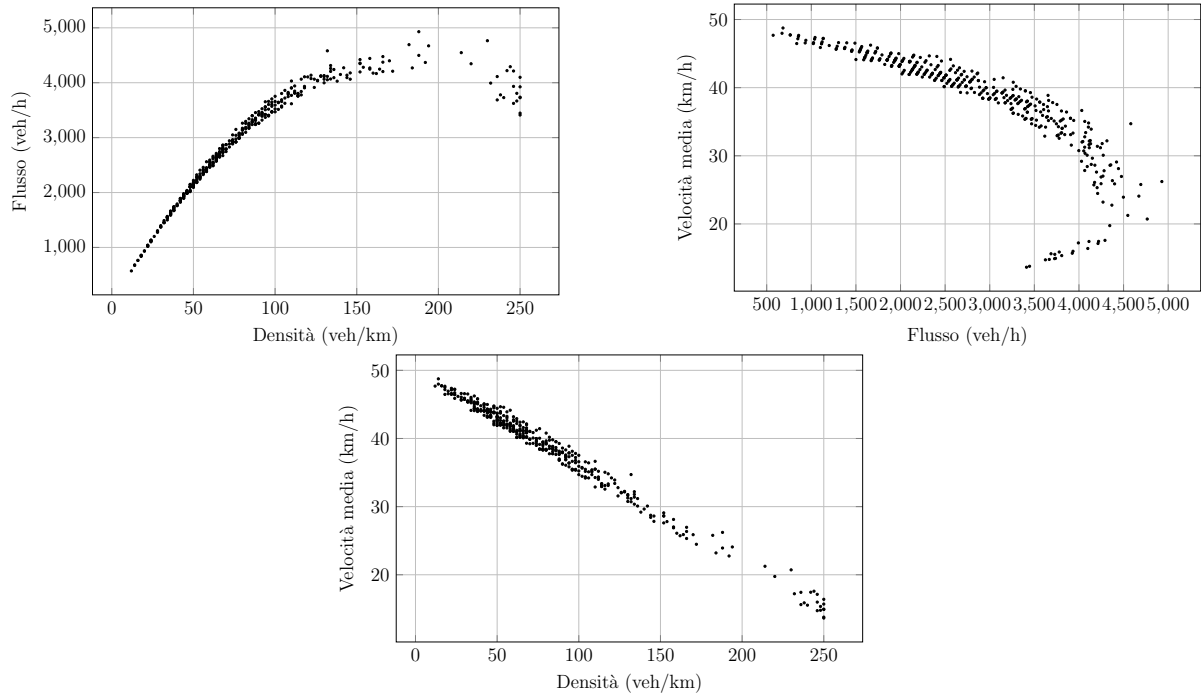 5,000
4,000
3,000
2,000
1,000
0 50 100 150 200 250
Flusso (veh/h)
Densità (veh/km)
50
40
30
20
500 1,000 1,500 2,000 2,500 3,000 3,500 4,000 4,500 5,000
Velocità media (km/h)
Flusso (veh/h)
50
40
30
20
0 50 100 150 200 250
Velocità media (km/h)
Densità (veh/km)